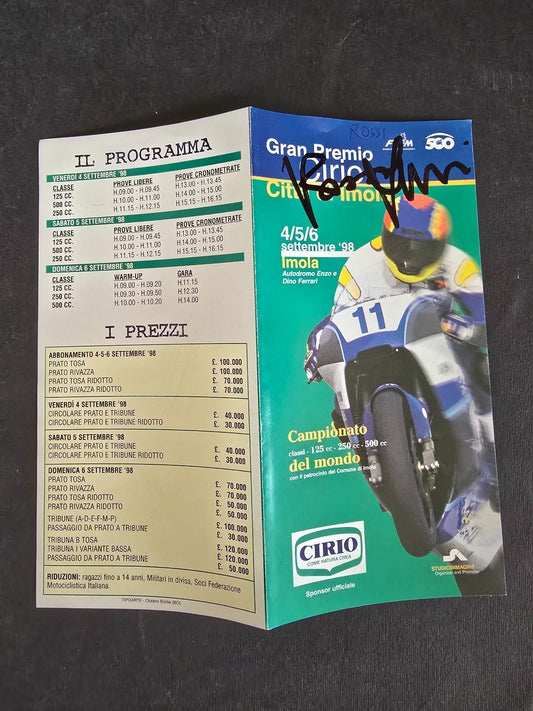 IL PROGRAMMA
VENERDÌ 4 SETTEMBRE '98
CLASSE PROVE LIBERE PROVE CRONOMETRATE
125 CC. H.09.00 - H.09.45 H.13.00 - H.13.45
500 CC. H.10.00 - H.11.00 H.14.00 - H.15.00
250 CC. H.11.15 - H.12.15 H.15.15 - H.16.15
SABATO 5 SETTEMBRE '98
CLASSE PROVE LIBERE PROVE CRONOMETRATE
125 CC. H.09.00 - H.09.45 H.13.00 - H.13.45
500 CC. H.10.00 - H.11.00 H.14.00 - H.15.00
250 CC. H.11.15 - H.12.15 H.15.15 - H.16.15
DOMENICA 6 SETTEMBRE '98
CLASSE WARM-UP GARA
125 CC. H.09.00 - H.09.20 H.11.15
250 CC. H.09.30 - H.09.50 H.12.30
500 CC. H.10.00 - H.10.20 H.14.00
I PREZZI
ABBONAMENTO 4-5-6 SETTEMBRE '98
PRATO TOSA £. 100.000
PRATO RIVAZZA £. 100.000
PRATO TOSA RIDOTTO £. 70.000
PRATO RIVAZZA RIDOTTO £. 70.000
VENERDÌ 4 SETTEMBRE '98
CIRCOLARE PRATO E TRIBUNE £. 40.000
CIRCOLARE PRATO E TRIBUNE RIDOTTO £. 30.000
SABATO 5 SETTEMBRE '98
CIRCOLARE PRATO E TRIBUNE £. 40.000
CIRCOLARE PRATO E TRIBUNE RIDOTTO £. 30.000
DOMENICA 6 SETTEMBRE '98
PRATO TOSA £. 70.000
PRATO RIVAZZA £. 70.000
PRATO TOSA RIDOTTO £. 50.000
PRATO RIVAZZA RIDOTTO £. 50.000
TRIBUNE (A-D-E-F-M-P) £. 100.000
PASSAGGIO DA PRATO A TRIBUNE £. 30.000
TRIBUNA B TOSA £. 120.000
TRIBUNA I VARIANTE BASSA £. 120.000
PASSAGGIO DA PRATO A TRIBUNE £. 50.000
RIDUZIONI: ragazzi fino a 14 anni, Militari in divisa, Soci Federazione
Motociclistica Italiana.
TIPOARTE - Ozzano Emilia (BO)
ROSSI
500
Gran Premio
Cirio
Città di Imola
4/5/6
settembre '98
Imola
Autodromo Enzo e
Dino Ferrari
11
Campionato
classi - 125 cc - 250 cc - 500 cc
del mondo
con il patrocinio del Comune di Imola
CIRIO
COME NATURA CREA
Sponsor ufficiale
STUDIOIMMAGINE
Organizer and Promoter